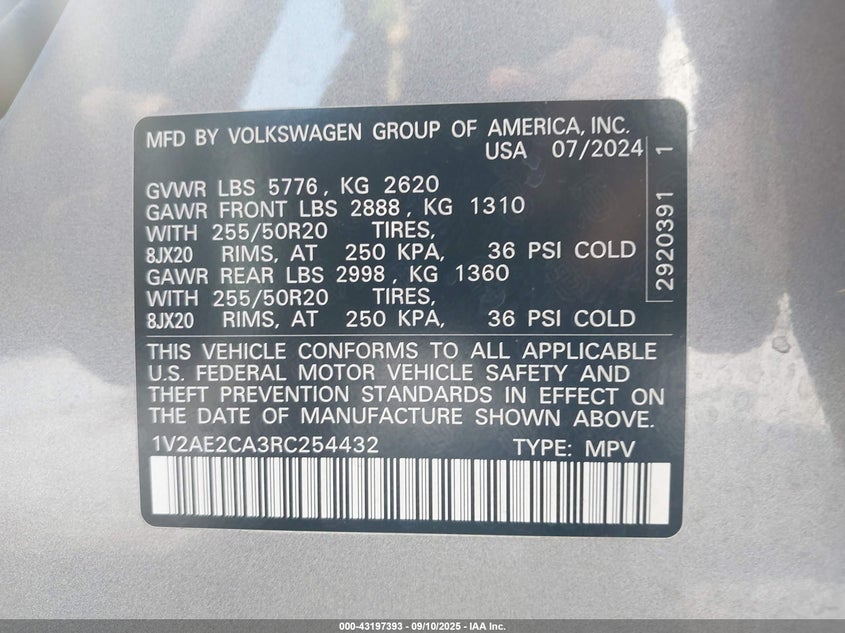 MFD BY VOLKSWAGEN GROUP OF AMERICA, INC.
USA 07/2024
GVWR LBS 5776, KG 2620
GAWR FRONT LBS 2888, KG 1310
WITH 255/50R20 TIRES,
8JX20 RIMS, AT 250 KPA, 36 PSI COLD
GAWR REAR LBS 2998, KG 1360
WITH 255/50R20 TIRES,
8JX20 RIMS, AT 250 KPA, 36 PSI COLD
2920391 1
THIS VEHICLE CONFORMS TO ALL APPLICABLE
U.S. FEDERAL MOTOR VEHICLE SAFETY AND
THEFT PREVENTION STANDARDS IN EFFECT ON
THE DATE OF MANUFACTURE SHOWN ABOVE.
1V2AE2CA3RC254432 TYPE: MPV
000-43197393 - 09/10/2025 - IAA Inc.